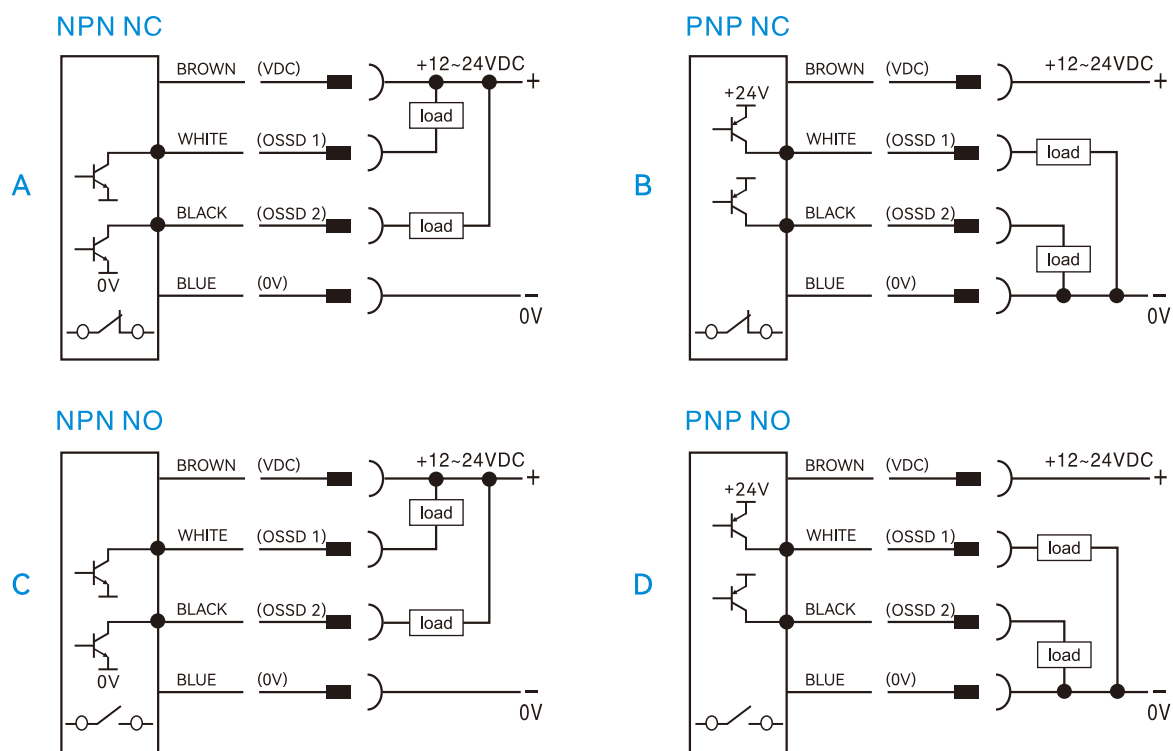 NPN NC
BROWN (VDC) +12~24VDC +
load
WHITE (OSSD 1)
A
BLACK (OSSD 2) load
0V
BLUE (0V) −
0V
PNP NC
BROWN (VDC) +12~24VDC +
+24V
WHITE (OSSD 1) load
B
BLACK (OSSD 2)
load
BLUE (0V) −
0V
NPN NO
BROWN (VDC) +12~24VDC +
load
WHITE (OSSD 1)
C
BLACK (OSSD 2) load
0V
BLUE (0V) −
0V
PNP NO
BROWN (VDC) +12~24VDC +
+24V
WHITE (OSSD 1) load
D
BLACK (OSSD 2)
load
BLUE (0V) −
0V